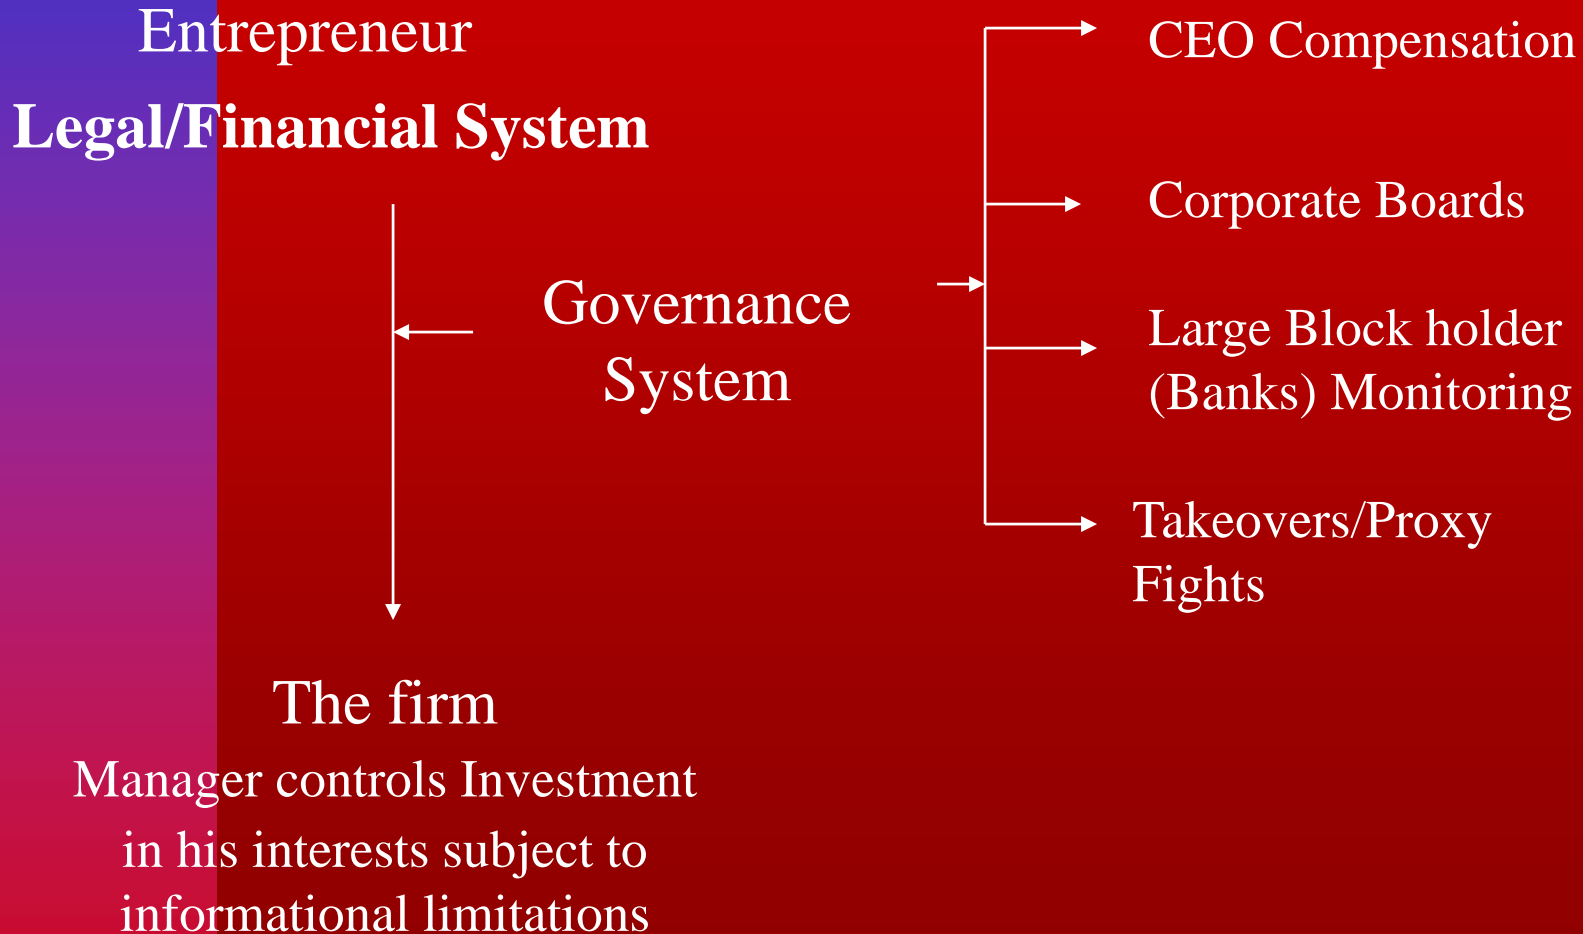 Entrepreneur
Legal/Financial System
Governance
System
The firm
Manager controls Investment
in his interests subject to
informational limitations
CEO Compensation
Corporate Boards
Large Block holder
(Banks) Monitoring
Takeovers/Proxy
Fights